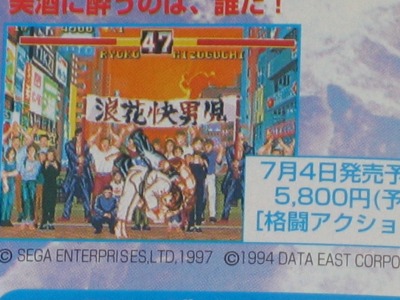 美酒に酔うのは、誰だ!
47
RYOKO MIZOGUCHI
浪花快男児
7月4日発売予
5,800円(予
[格闘アクショ
© SEGA ENTERPRISES,LTD.1997 ©1994 DATA EAST CORPO